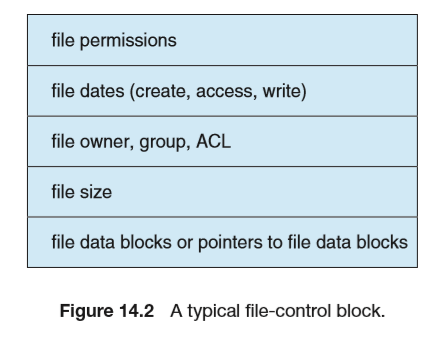 file permissions
file dates (create, access, write)
file owner, group, ACL
file size
file data blocks or pointers to file data blocks
Figure 14.2 A typical file-control block.